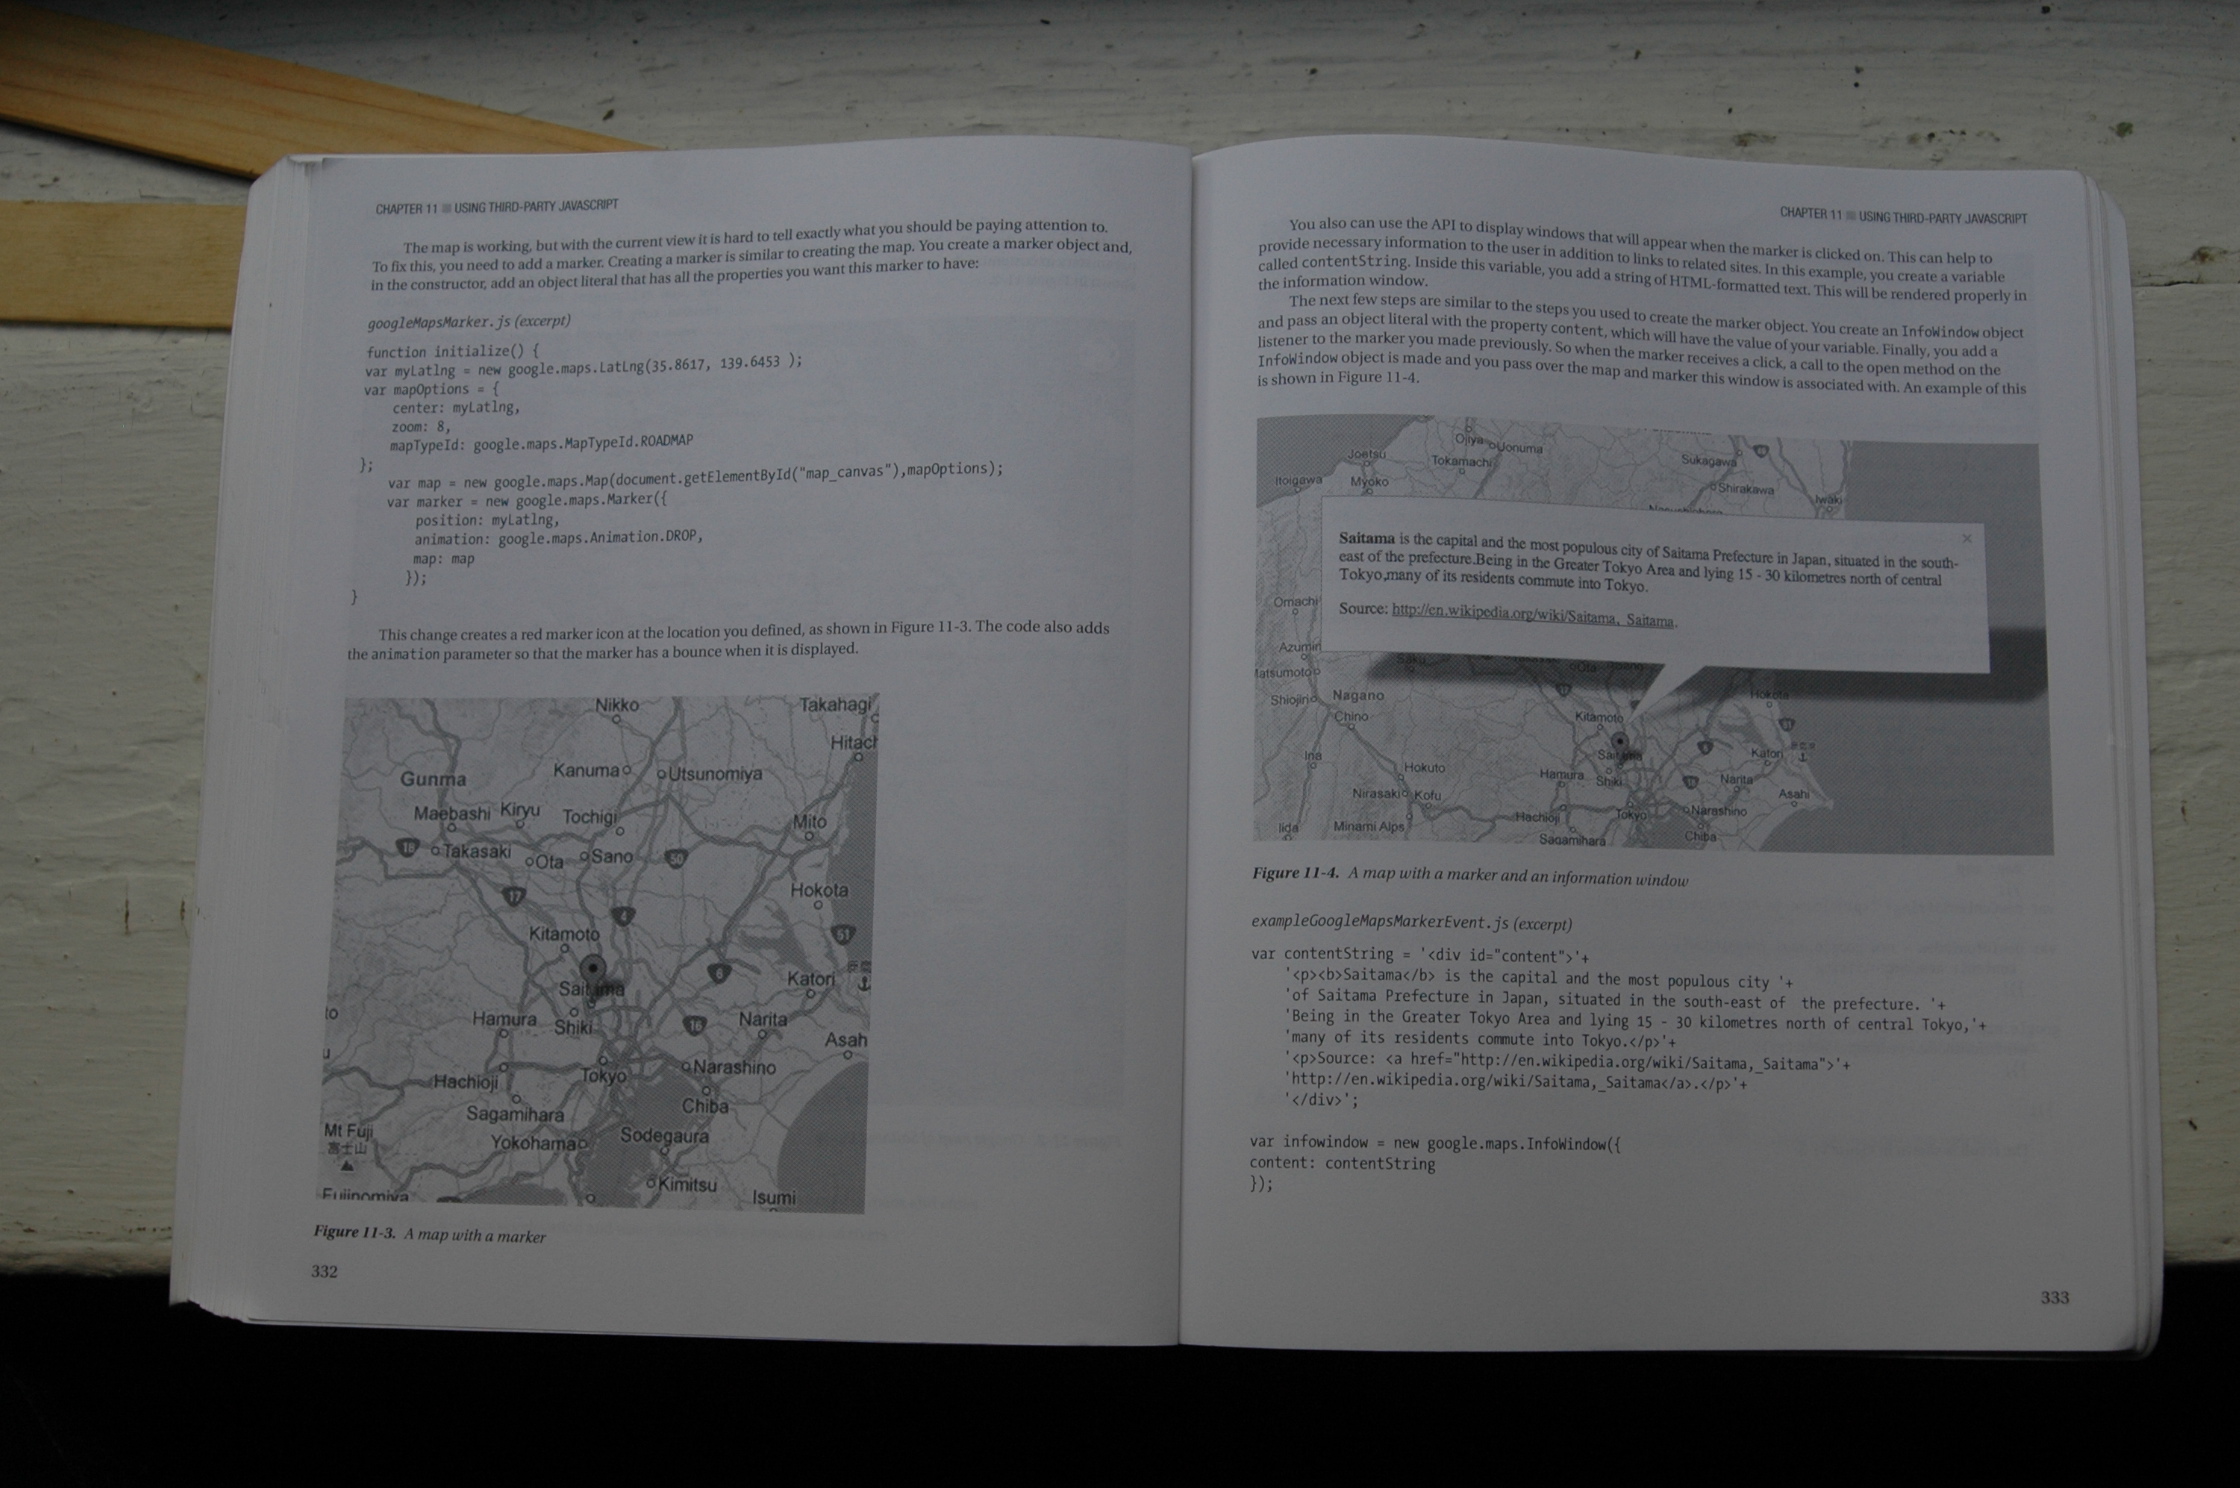 CHAPTER 11 ■ USING THIRD-PARTY JAVASCRIPT
The map is working, but with the current view it is hard to tell exactly what you should be paying attention to.
To fix this, you need to add a marker. Creating a marker is similar to creating the map. You create a marker object and,
in the constructor, add an object literal that has all the properties you want this marker to have:
googleMapsMarker.js (excerpt)
function initialize() {
var myLatlng = new google.maps.LatLng(35.8617, 139.6453 );
var mapOptions = {
center: myLatlng,
zoom: 8,
mapTypeId: google.maps.MapTypeId.ROADMAP
};
var map = new google.maps.Map(document.getElementById("map_canvas"),mapOptions);
var marker = new google.maps.Marker({
position: myLatlng,
animation: google.maps.Animation.DROP,
map: map
});
}
This change creates a red marker icon at the location you defined, as shown in Figure 11-3. The code also adds
the animation parameter so that the marker has a bounce when it is displayed.
Nikko Takahagi
Hitach
Kanuma Utsunomiya
Gunma
Maebashi Kiryu Tochigi Mito
18 Takasaki Ota Sano 50
17 Hokota
4
Kitamoto 51
6 Katori
Saitama
to Hamura Shiki 16 Narita
u Asah
Hachioji Tokyo Narashino
Sagamihara Chiba
Mt Fuji Yokohama Sodegaura
富士山
Fujinomiya Kimitsu Isumi
Figure 11-3. A map with a marker
332
CHAPTER 11 ■ USING THIRD-PARTY JAVASCRIPT
You also can use the API to display windows that will appear when the marker is clicked on. This can help to
provide necessary information to the user in addition to links to related sites. In this example, you create a variable
called contentString. Inside this variable, you add a string of HTML-formatted text. This will be rendered properly in
the information window.
The next few steps are similar to the steps you used to create the marker object. You create an InfoWindow object
and pass an object literal with the property content, which will have the value of your variable. Finally, you add a
listener to the marker you made previously. So when the marker receives a click, a call to the open method on the
InfoWindow object is made and you pass over the map and marker this window is associated with. An example of this
is shown in Figure 11-4.
Ojiya Uonuma
Joetsu Tokamachi Sukagawa
Itoigawa Myoko Shirakawa Iwaki
Saitama is the capital and the most populous city of Saitama Prefecture in Japan, situated in the south-
east of the prefecture.Being in the Greater Tokyo Area and lying 15 - 30 kilometres north of central
Tokyo,many of its residents commute into Tokyo.
Omachi
Source: http://en.wikipedia.org/wiki/Saitama,_Saitama.
Azumin
Matsumoto Saku Ota
Shiojiri Nagano Hokota
Chino Kitamoto
Ina Saitama Katori
Hokuto Hamura Shiki Narita
Nirasaki Kofu Asahi
Hachioji Tokyo Narashino
Iida Minami Alps Sagamihara Chiba
Figure 11-4. A map with a marker and an information window
exampleGoogleMapsMarkerEvent.js (excerpt)
var contentString = '<div id="content">'+
'<p><b>Saitama</b> is the capital and the most populous city '+
'of Saitama Prefecture in Japan, situated in the south-east of  the prefecture. '+
'Being in the Greater Tokyo Area and lying 15 - 30 kilometres north of central Tokyo,'+
'many of its residents commute into Tokyo.</p>'+
'<p>Source: <a href="http://en.wikipedia.org/wiki/Saitama,_Saitama">'+
'http://en.wikipedia.org/wiki/Saitama,_Saitama</a>.</p>'+
'</div>';
var infowindow = new google.maps.InfoWindow({
content: contentString
});
333